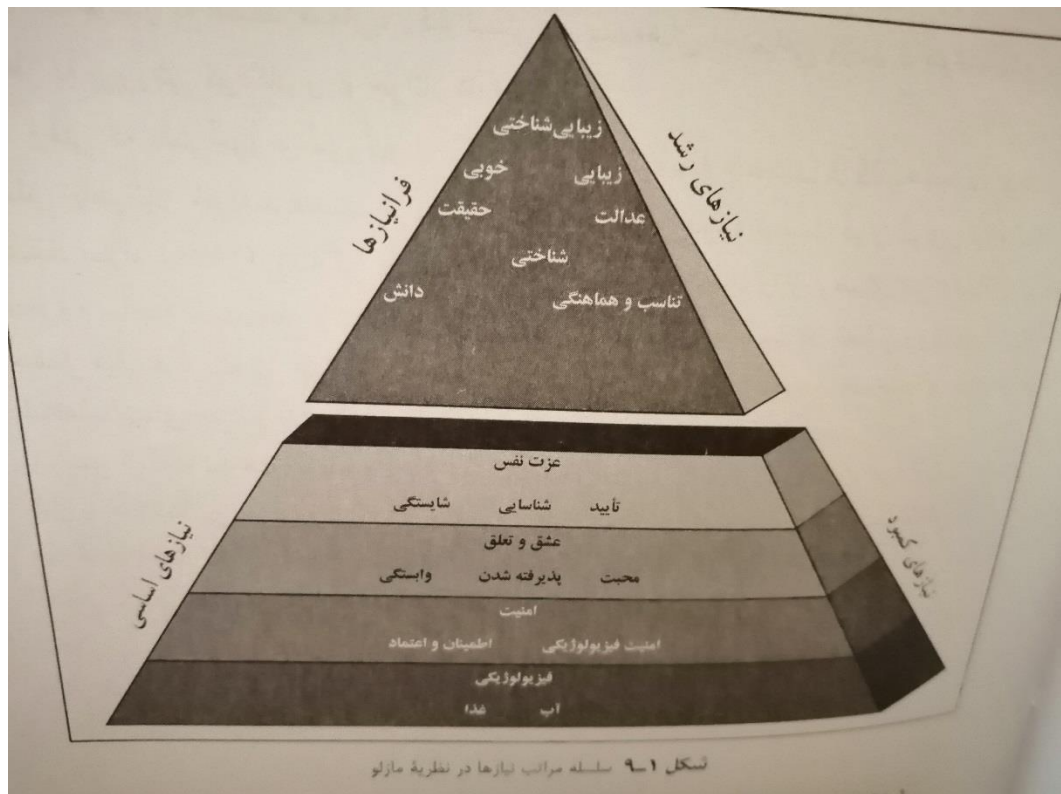 زیبایی‌شناختی
زیبایی خوبی
عدالت حقیقت
شناختی
تناسب و هماهنگی دانش
نیازهای رشد
فرانیازها
عزت نفس
تأیید شناسایی شایستگی
عشق و تعلق
محبت پذیرفته شدن وابستگی
امنیت
امنیت فیزیولوژیکی اطمینان و اعتماد
فیزیولوژیکی
آب غذا
نیازهای کمبود
نیازهای اساسی
شکل ۱–۹ سلسله مراتب نیازها در نظریهٔ مازلو